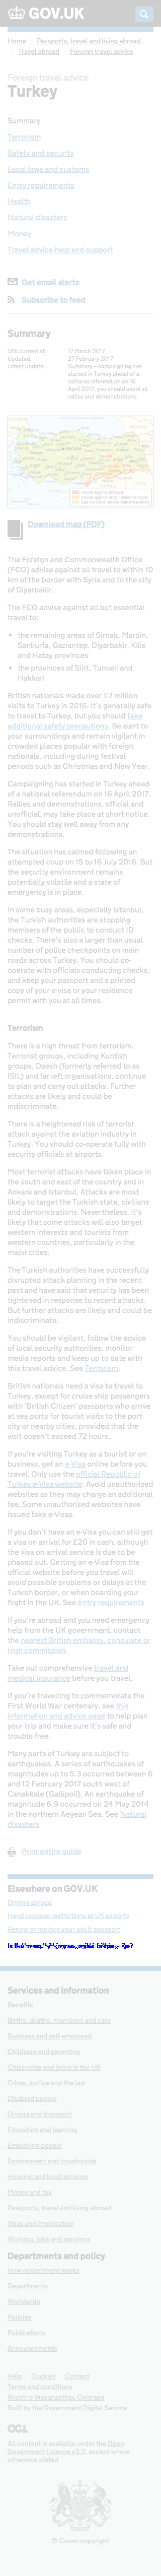 GOV.UK
Home Passports, travel and living abroad
Travel abroad Foreign travel advice
Foreign travel advice
Turkey
Summary
Terrorism
Safety and security
Local laws and customs
Entry requirements
Health
Natural disasters
Money
Travel advice help and support
Get email alerts
Subscribe to feed
Summary
Still current at: 17 March 2017
Updated: 27 February 2017
Latest update: Summary – campaigning has
started in Turkey ahead of a
national referendum on 16
April 2017; you should avoid all
rallies and demonstrations
Download map (PDF)
The Foreign and Commonwealth Office
(FCO) advise against all travel to within 10
km of the border with Syria and to the city
of Diyarbakir.
The FCO advise against all but essential
travel to:
the remaining areas of Sirnak, Mardin,
Sanliurfa, Gaziantep, Diyarbakir, Kilis
and Hatay provinces
the provinces of Siirt, Tunceli and
Hakkari
British nationals made over 1.7 million
visits to Turkey in 2016. It's generally safe
to travel to Turkey, but you should take
additional safety precautions. Be alert to
your surroundings and remain vigilant in
crowded places popular with foreign
nationals, including during festival
periods such as Christmas and New Year.
Campaigning has started in Turkey ahead
of a national referendum on 16 April 2017.
Rallies and demonstrations, official and
unofficial, may take place at short notice.
You should stay well away from any
demonstrations.
The situation has calmed following an
attempted coup on 15 to 16 July 2016. But
the security environment remains
potentially volatile and a state of
emergency is in place.
In some busy areas, especially Istanbul,
the Turkish authorities are stopping
members of the public to conduct ID
checks. There's also a larger than usual
number of police checkpoints on main
roads across Turkey. You should co-
operate with officials conducting checks,
and keep your passport and a printed
copy of your e-visa or your residence
permit with you at all times.
Terrorism
There is a high threat from terrorism.
Terrorist groups, including Kurdish
groups, Daesh (formerly referred to as
ISIL) and far left organisations, continue
to plan and carry out attacks. Further
attacks are likely and could be
indiscriminate.
There is a heightened risk of terrorist
attack against the aviation industry in
Turkey. You should co-operate fully with
security officials at airports.
Most terrorist attacks have taken place in
the south and east of the country and in
Ankara and Istanbul. Attacks are most
likely to target the Turkish state, civilians
and demonstrations. Nevertheless, it's
likely that some attacks will also target
western interests and tourists, particularly
in major cities.
The Turkish authorities have successfully
disrupted attack planning in the recent
past and have said that security has been
tightened in response to recent attacks.
But further attacks are likely and could be
indiscriminate.
You should be vigilant, follow the advice
of local security authorities, monitor
media reports and keep up to date with
this travel advice. See Terrorism.
British nationals need a visa to travel to
Turkey, except for cruise ship passengers
with 'British Citizen' passports who arrive
at a sea port for tourist visits to the port
city or nearby cities, provided that the
visit doesn't exceed 72 hours.
If you're visiting Turkey as a tourist or on
business, get an e-Visa online before you
travel. Only use the official Republic of
Turkey e-Visa website. Avoid unauthorised
websites as they may charge an additional
fee. Some unauthorised websites have
issued fake e-Visas.
If you don't have an eVisa you can still get
a visa on arrival for £20 in cash, although
the visa on arrival service is due to be
phased out. Getting an e-Visa from the
official website before you travel will
avoid possible delays and at the
Turkish border, or when boarding your
flight in the UK. See Entry requirements
If you're abroad and you need emergency
help from the UK government, contact
the nearest British embassy, consulate or
high commission.
Take out comprehensive travel and
medical insurance before you travel.
If you're travelling to commemorate the
First World War centenary, see this
information and advice page to help plan
your trip and make sure it's safe and
trouble free.
Many parts of Turkey are subject to
earthquakes. A series of earthquakes of
magnitude up to 5.3 occurred between 6
and 12 February 2017 south west of
Canakkale (Gallipoli). An earthquake of
magnitude 6.9 occurred on 24 May 2014
in the northern Aegean Sea. See Natural
disasters
Print entire guide
Elsewhere on GOV.UK
Driving abroad
Hand luggage restrictions at UK airports
Renew or replace your adult passport
Services and information
Benefits
Births, deaths, marriages and care
Business and self-employed
Childcare and parenting
Citizenship and living in the UK
Crime, justice and the law
Disabled people
Driving and transport
Education and learning
Employing people
Environment and countryside
Housing and local services
Money and tax
Passports, travel and living abroad
Visas and immigration
Working, jobs and pensions
Departments and policy
How government works
Departments
Worldwide
Policies
Publications
Announcements
Help Cookies Contact
Terms and conditions
Rhestr o Wasanaethau Cymraeg
Built by the Government Digital Service
OGL
All content is available under the Open
Government Licence v3.0, except where
otherwise stated
© Crown copyright